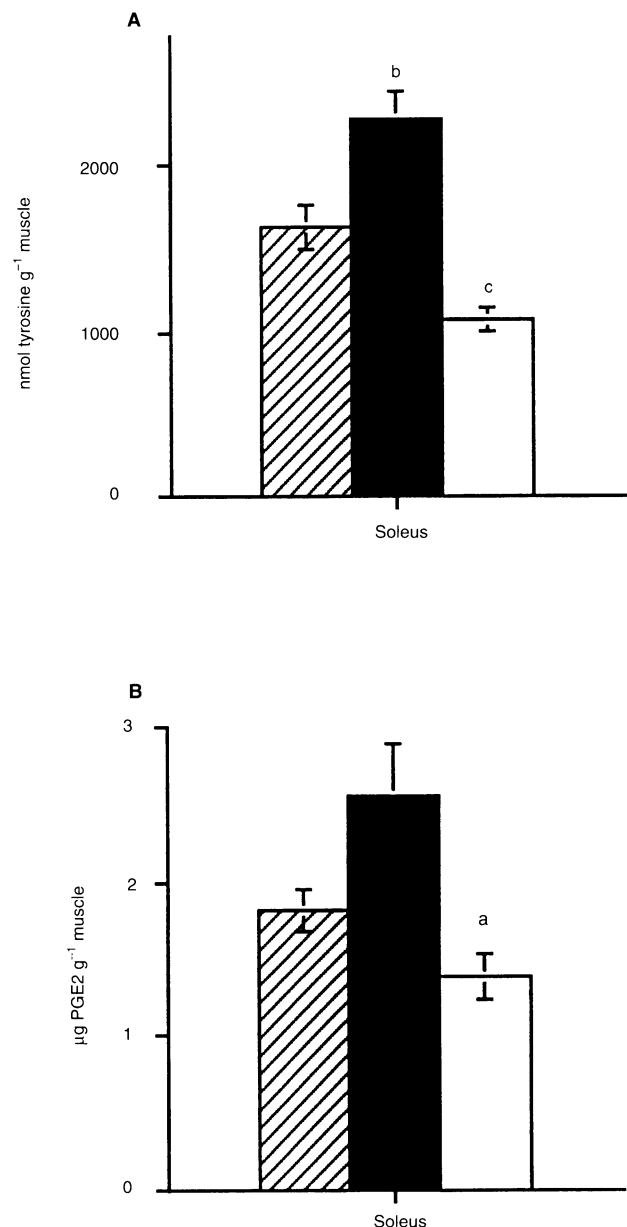 A
b
2000
c
1000
0
nmol tyrosine g⁻¹ muscle
Soleus
B
3
2
a
1
0
µg PGE2 g⁻¹ muscle
Soleus